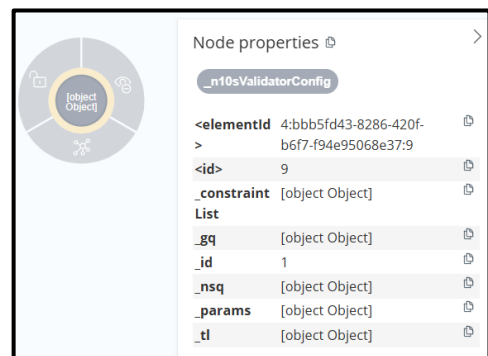 [object
Object]
Node properties
_n10sValidatorConfig
<elementId
>
4:bbb5fd43-8286-420f-
b6f7-f94e95068e37:9
<id> 9
_constraint
List
[object Object]
_gq [object Object]
_id 1
_nsq [object Object]
_params [object Object]
_tl [object Object]